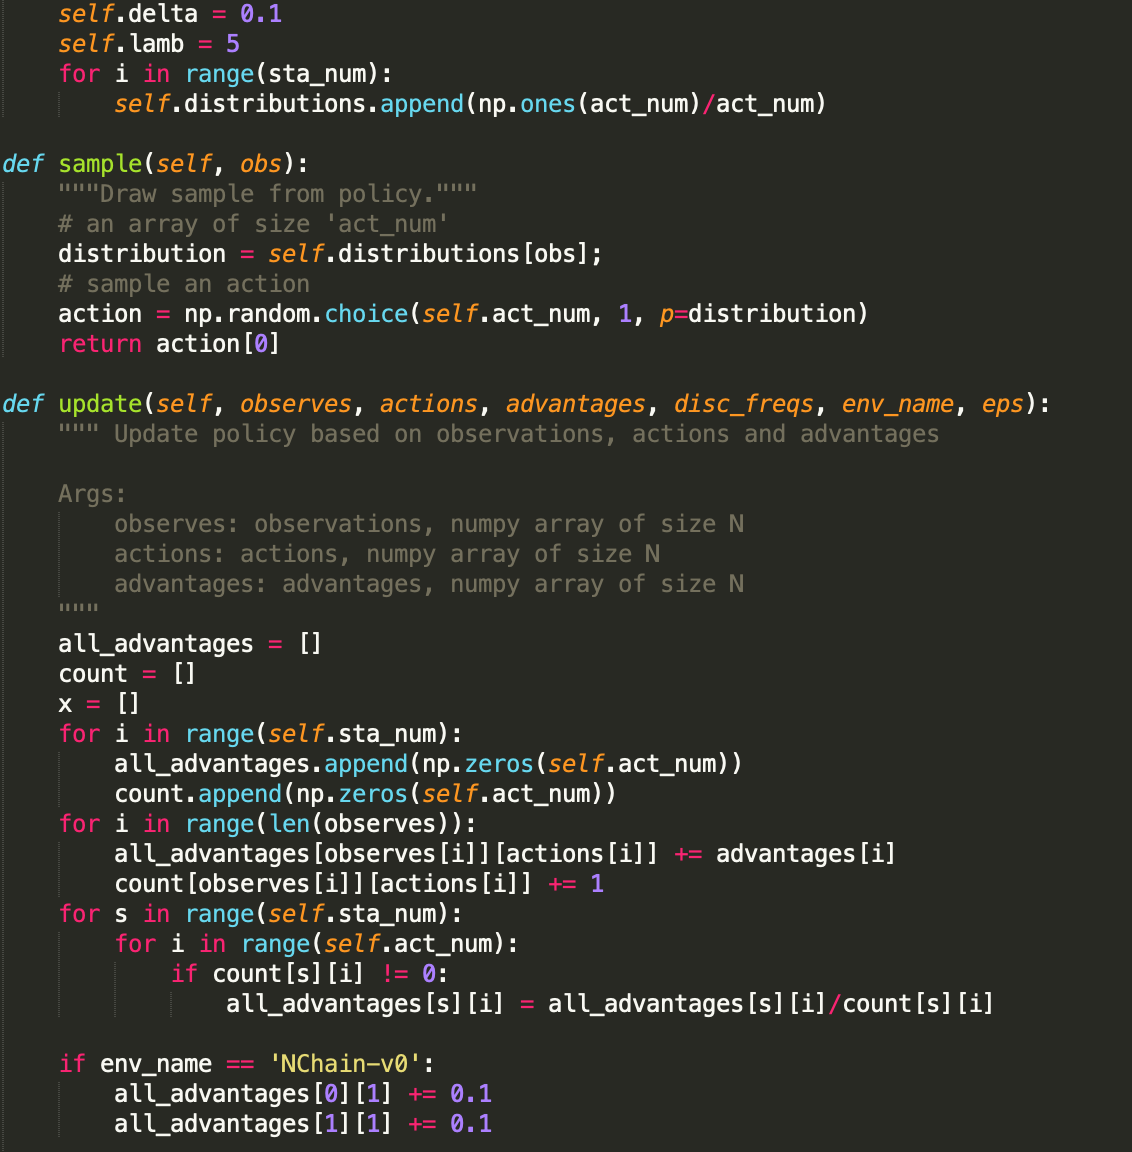 self.delta = 0.1
    self.lamb = 5
    for i in range(sta_num):
        self.distributions.append(np.ones(act_num)/act_num)

def sample(self, obs):
    """Draw sample from policy."""
    # an array of size 'act_num'
    distribution = self.distributions[obs];
    # sample an action
    action = np.random.choice(self.act_num, 1, p=distribution)
    return action[0]

def update(self, observes, actions, advantages, disc_freqs, env_name, eps):
    """ Update policy based on observations, actions and advantages

    Args:
        observes: observations, numpy array of size N
        actions: actions, numpy array of size N
        advantages: advantages, numpy array of size N
    """
    all_advantages = []
    count = []
    x = []
    for i in range(self.sta_num):
        all_advantages.append(np.zeros(self.act_num))
        count.append(np.zeros(self.act_num))
    for i in range(len(observes)):
        all_advantages[observes[i]][actions[i]] += advantages[i]
        count[observes[i]][actions[i]] += 1
    for s in range(self.sta_num):
        for i in range(self.act_num):
            if count[s][i] != 0:
                all_advantages[s][i] = all_advantages[s][i]/count[s][i]

    if env_name == 'NChain-v0':
        all_advantages[0][1] += 0.1
        all_advantages[1][1] += 0.1